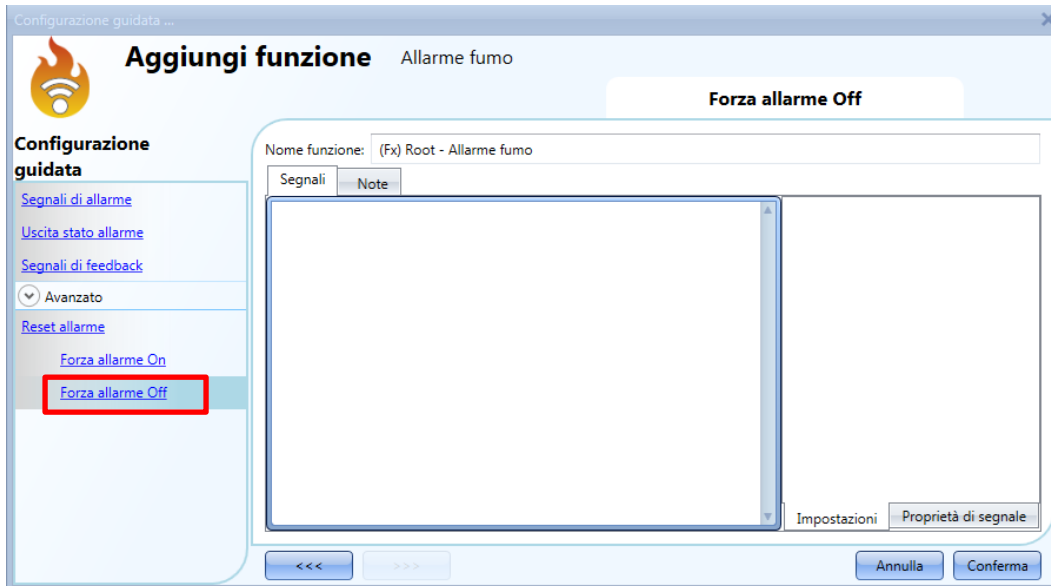 Configurazione guidata ...
Aggiungi funzione Allarme fumo
Forza allarme Off
Configurazione
guidata
Segnali di allarme
Uscita stato allarme
Segnali di feedback
Avanzato
Reset allarme
Forza allarme On
Forza allarme Off
Nome funzione: (Fx) Root - Allarme fumo
Segnali Note
Impostazioni Proprietà di segnale
<<< >>> Annulla Conferma